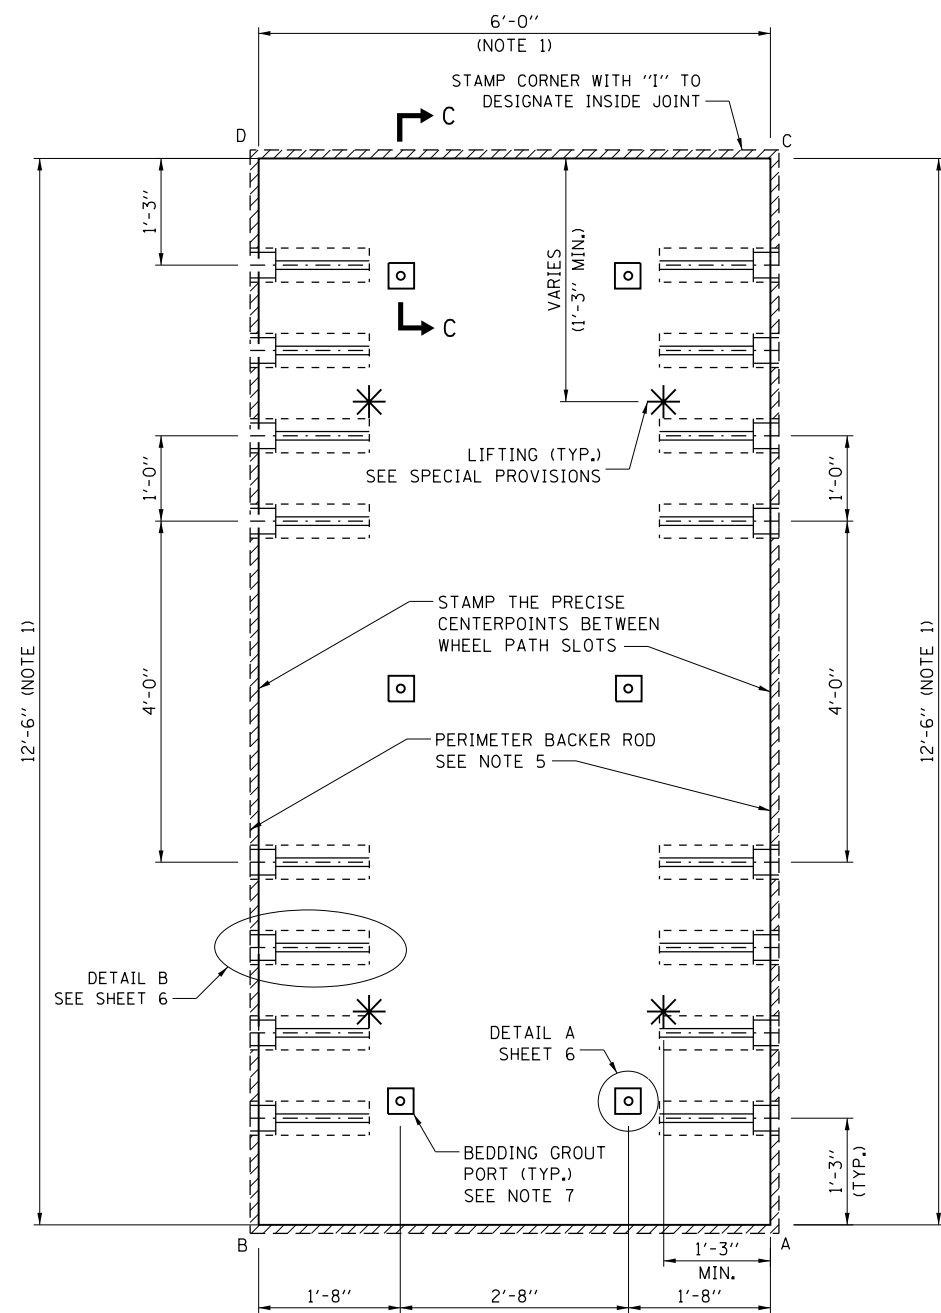 6'-0"
(NOTE 1)
STAMP CORNER WITH "I" TO
DESIGNATE INSIDE JOINT
C
D
C
1'-3"
VARIES
(1'-3" MIN.)
C
LIFTING (TYP.)
SEE SPECIAL PROVISIONS
1'-0"
1'-0"
STAMP THE PRECISE
CENTERPOINTS BETWEEN
WHEEL PATH SLOTS
12'-6" (NOTE 1)
4'-0"
4'-0"
12'-6" (NOTE 1)
PERIMETER BACKER ROD
SEE NOTE 5
DETAIL B
SEE SHEET 6
DETAIL A
SHEET 6
BEDDING GROUT
PORT (TYP.)
SEE NOTE 7
1'-3"
(TYP.)
B
A
1'-3"
MIN.
1'-8"
2'-8"
1'-8"